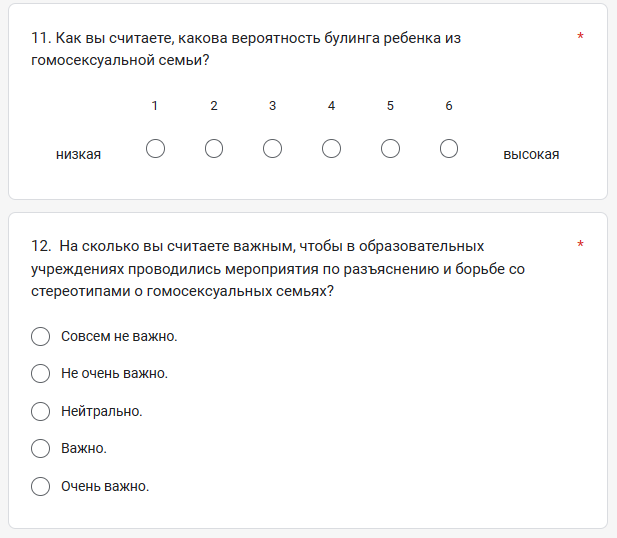 11. Как вы считаете, какова вероятность булинга ребенка из *
гомосексуальной семьи?
1 2 3 4 5 6
низкая высокая
12. На сколько вы считаете важным, чтобы в образовательных *
учреждениях проводились мероприятия по разъяснению и борьбе со
стереотипами о гомосексуальных семьях?
Совсем не важно.
Не очень важно.
Нейтрально.
Важно.
Очень важно.